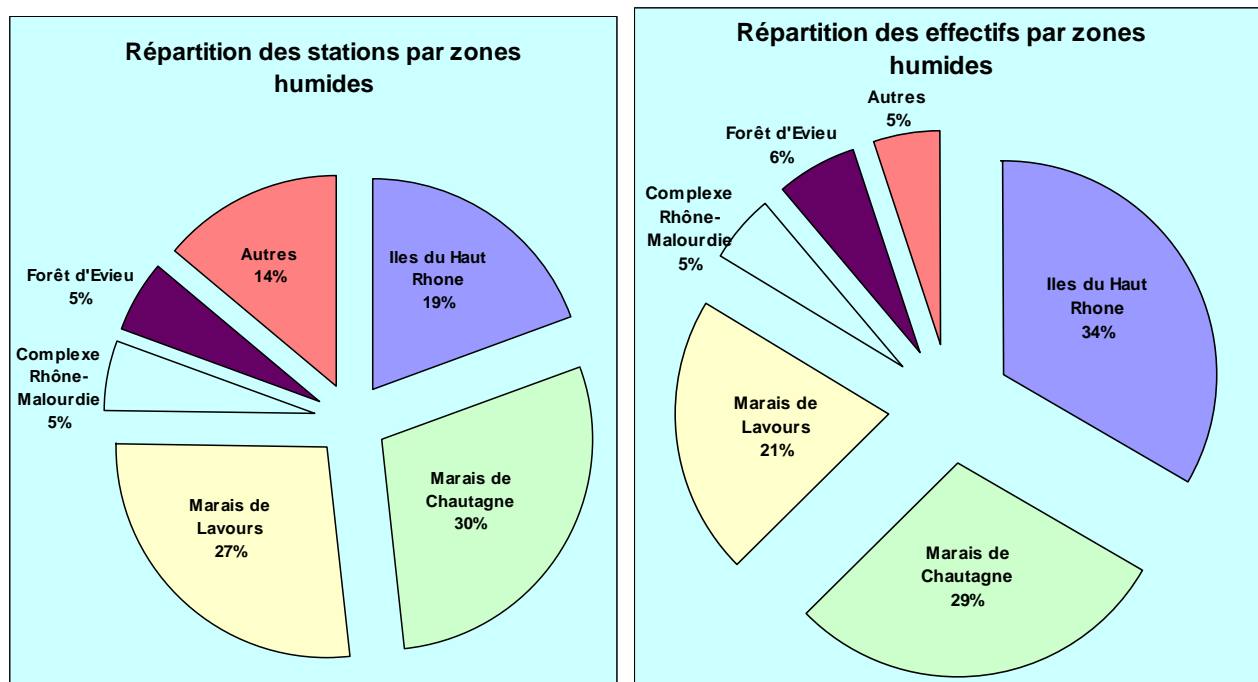 Répartition des stations par zones
humides
Autres
14%
Iles du Haut
Rhone
19%
Forêt d'Evieu
5%
Complexe
Rhône-
Malourdie
5%
Marais de
Lavours
27%
Marais de
Chautagne
30%
Répartition des effectifs par zones
humides
Autres
5%
Forêt d'Evieu
6%
Complexe
Rhône-
Malourdie
5%
Iles du Haut
Rhone
34%
Marais de
Lavours
21%
Marais de
Chautagne
29%